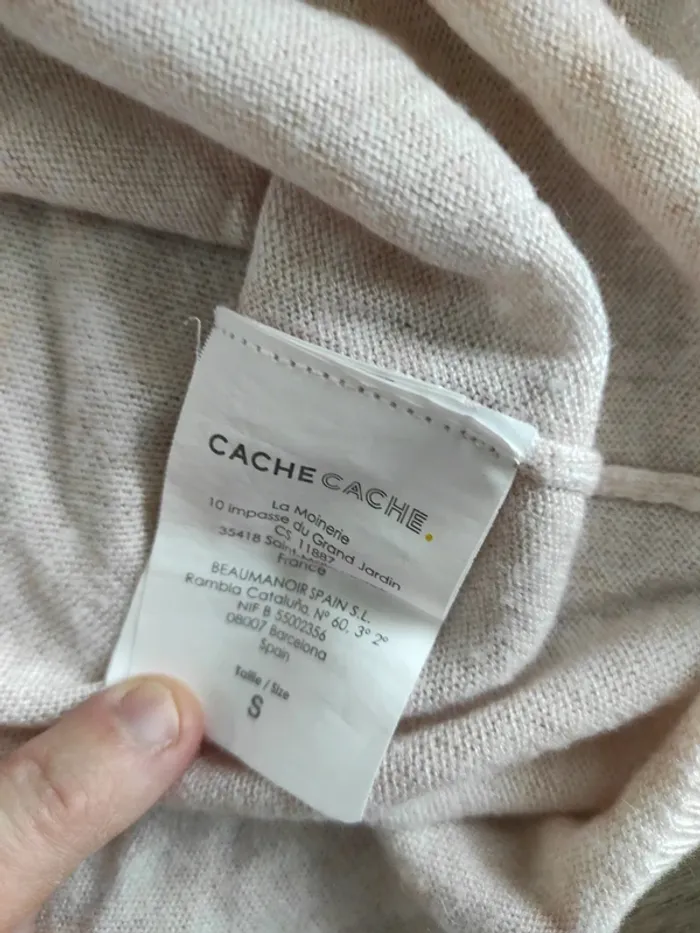 CACHE CACHE.
La Moinerie
10 impasse du Grand Jardin
CS 11887
35418 Saint-
France
BEAUMANOIR SPAIN S.L.
Rambla Cataluña, Nº 60, 3º 2º
NIF B 55002356
08007 Barcelona
Spain
Taille / Size
S